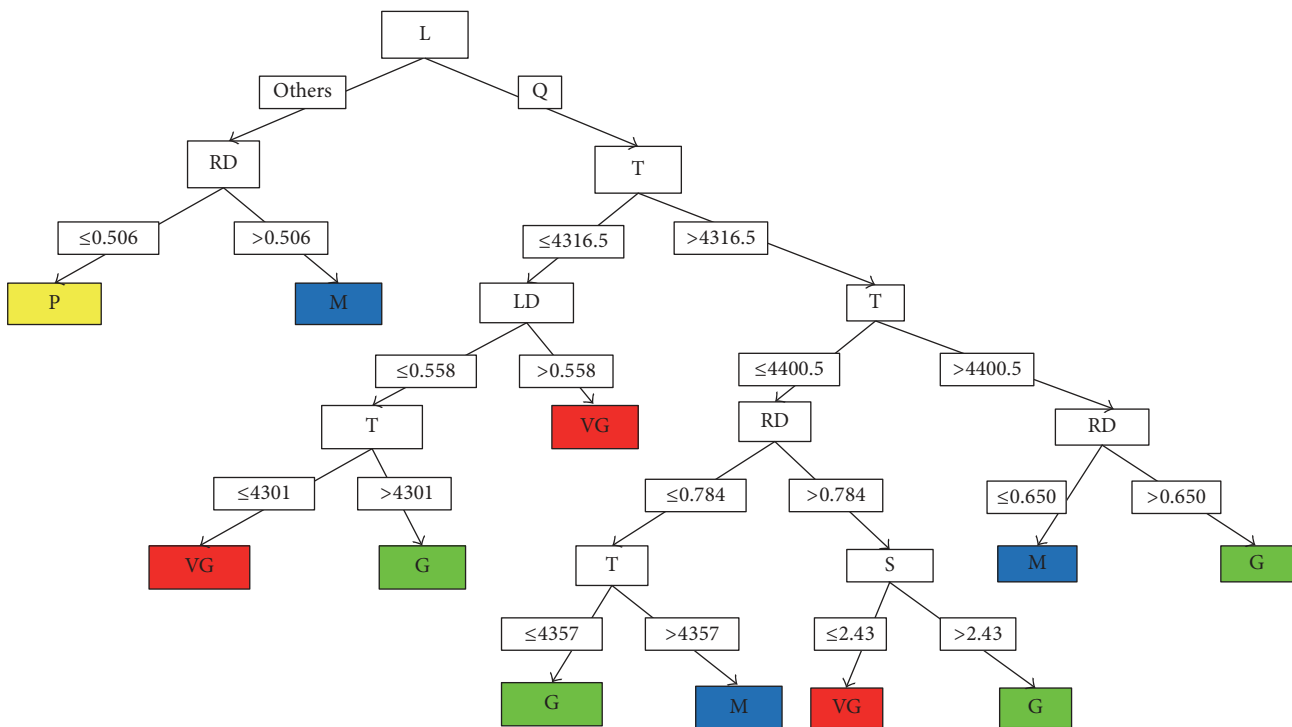 L
Others
Q
RD
T
≤0.506
>0.506
≤4316.5
>4316.5
P
M
LD
T
≤0.558
>0.558
≤4400.5
>4400.5
T
VG
RD
RD
≤4301
>4301
≤0.784
>0.784
≤0.650
>0.650
VG
G
T
S
M
G
≤4357
>4357
≤2.43
>2.43
G
M
VG
G